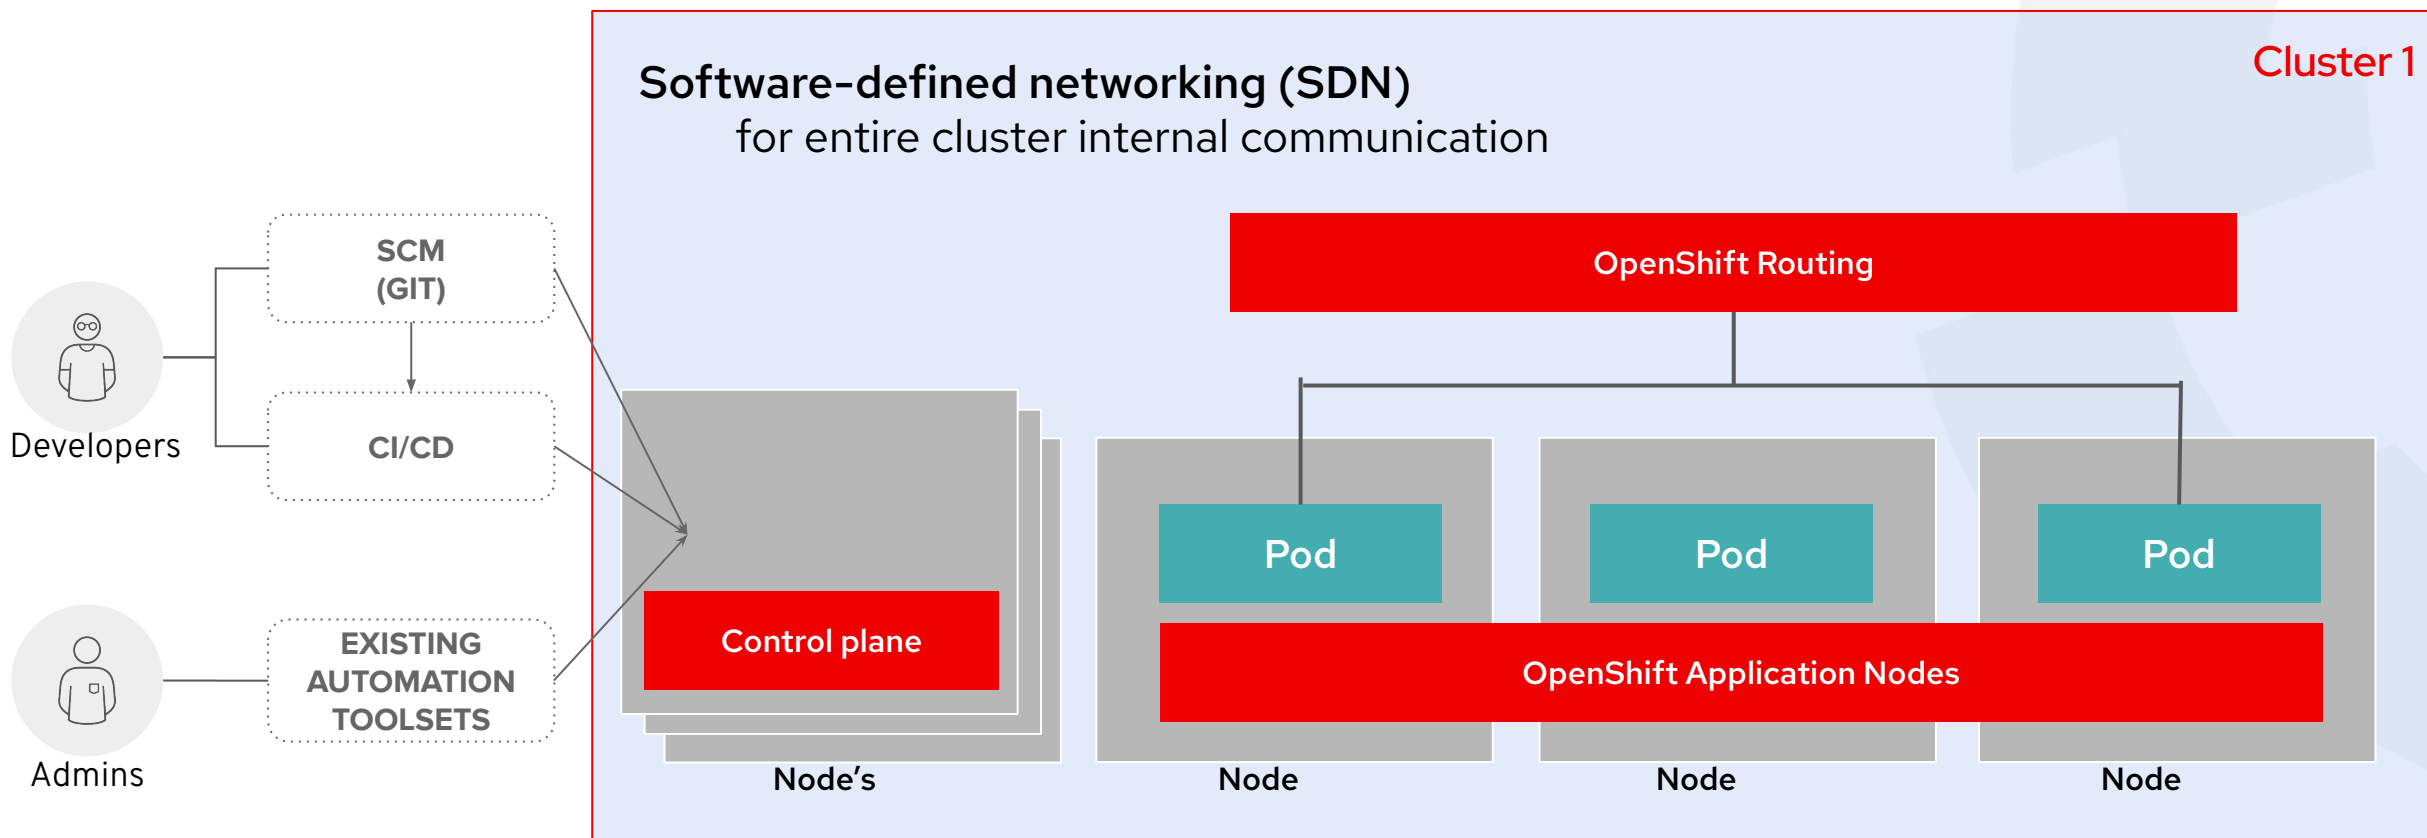 Cluster 1
Software-defined networking (SDN)
for entire cluster internal communication
SCM
(GIT)
OpenShift Routing
Developers
CI/CD
Pod
Pod
Pod
Control plane
EXISTING
AUTOMATION
TOOLSETS
OpenShift Application Nodes
Admins
Node’s
Node
Node
Node